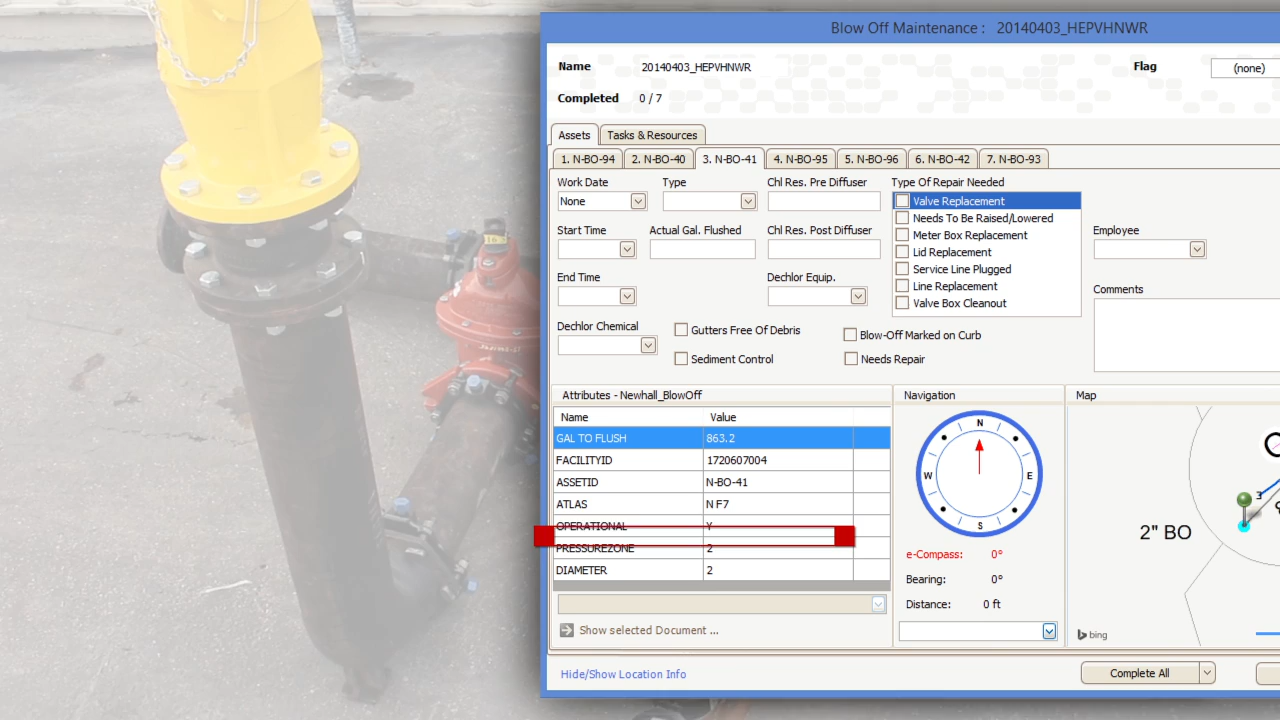 Blow Off Maintenance : 20140403_HEPVHNWR
Name 20140403_HEPVHNWR Flag (none)
Completed 0 / 7
Assets Tasks & Resources
1. N-BO-94 2. N-BO-40 3. N-BO-41 4. N-BO-95 5. N-BO-96 6. N-BO-42 7. N-BO-93
Work Date Type Chl Res. Pre Diffuser Type Of Repair Needed
None Valve Replacement
Needs To Be Raised/Lowered
Start Time Actual Gal. Flushed Chl Res. Post Diffuser Meter Box Replacement Employee
Lid Replacement
Service Line Plugged
End Time Dechlor Equip. Line Replacement Comments
Valve Box Cleanout
Dechlor Chemical Gutters Free Of Debris Blow-Off Marked on Curb
Sediment Control Needs Repair
Attributes - Newhall_BlowOff Navigation Map
Name Value
GAL TO FLUSH 863.2
FACILITYID 1720607004
ASSETID N-BO-41
ATLAS N F7
OPERATIONAL Y
PRESSUREZONE 2
DIAMETER 2
N
W E
S
e-Compass: 0°
Bearing: 0°
Distance: 0 ft
3
2" BO
bing
Show selected Document ...
Hide/Show Location Info Complete All